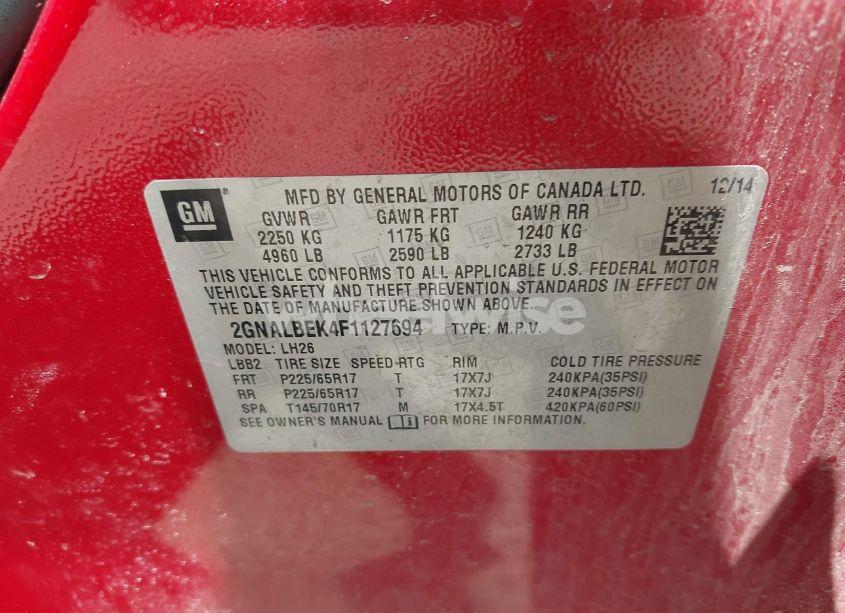 GM ® MFD BY GENERAL MOTORS OF CANADA LTD. 12/14
GVWR GAWR FRT GAWR RR
2250 KG 1175 KG 1240 KG
4960 LB 2590 LB 2733 LB
THIS VEHICLE CONFORMS TO ALL APPLICABLE U.S. FEDERAL MOTOR
VEHICLE SAFETY AND THEFT PREVENTION STANDARDS IN EFFECT ON
THE DATE OF MANUFACTURE SHOWN ABOVE.
2GNALBEK4F1127694 TYPE: M.P.V.
MODEL: LH26
LBB2 TIRE SIZE SPEED-RTG RIM COLD TIRE PRESSURE
FRT P225/65R17 T 17X7J 240KPA(35PSI)
RR P225/65R17 T 17X7J 240KPA(35PSI)
SPA T145/70R17 M 17X4.5T 420KPA(60PSI)
SEE OWNER'S MANUAL FOR MORE INFORMATION.